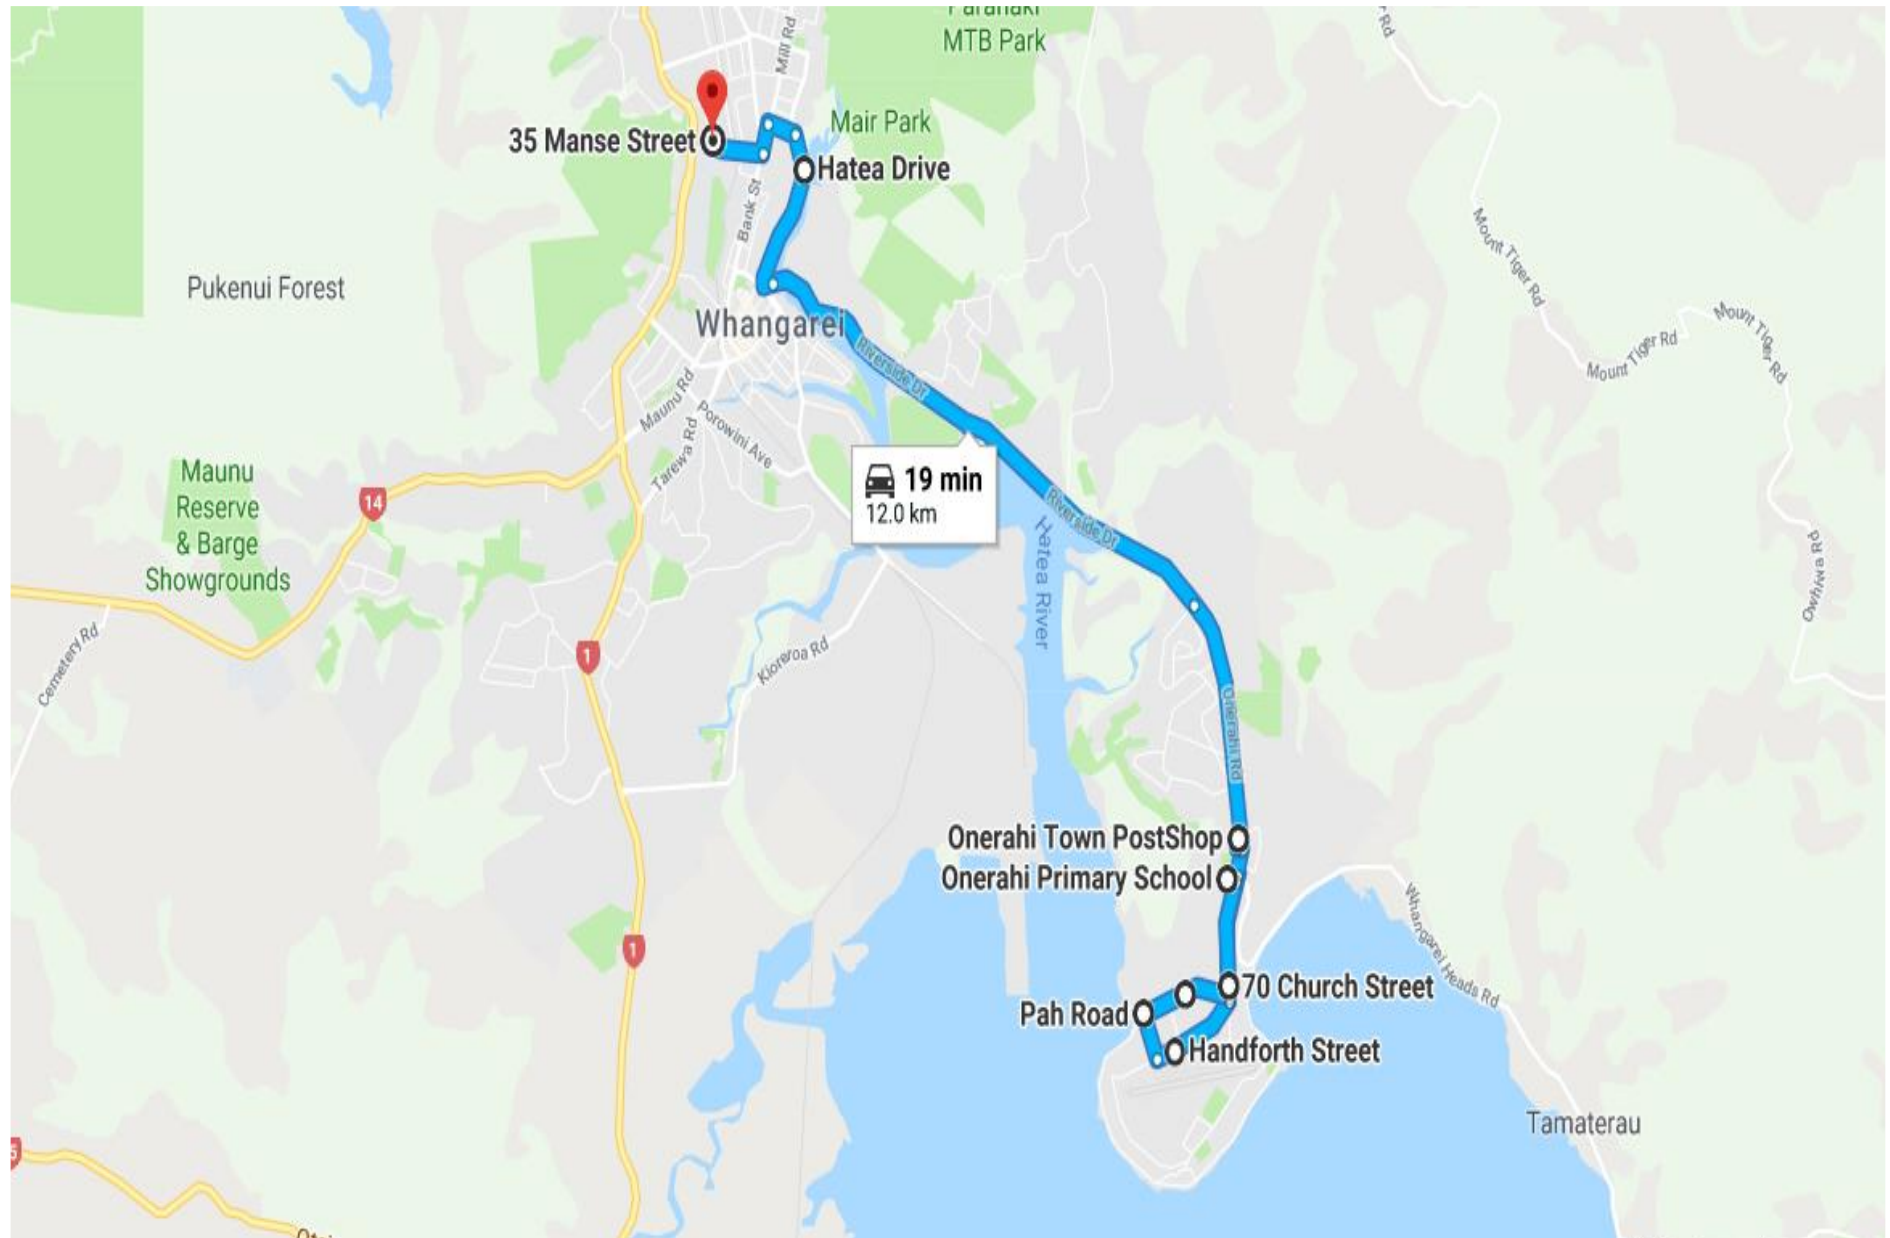 Parahaki
MTB Park
Mill Rd
Rd
35 Manse Street
Mair Park
Hatea Drive
Bank St
Mount Tiger Rd
Pukenui Forest
Whangarei
Mount Tiger Rd
Mount Tiger Rd
Riverside Dr
Maunu Rd
Porowini Ave
Tarewa Rd
Maunu
Reserve
& Barge
Showgrounds
14
19 min
12.0 km
Riverside Dr
Hatea River
Owhiwa Rd
Cemetery Rd
1
Kioreroa Rd
Onerahi Rd
Onerahi Town PostShop
Onerahi Primary School
Whangarei Heads Rd
1
70 Church Street
Pah Road
Handforth Street
Tamaterau